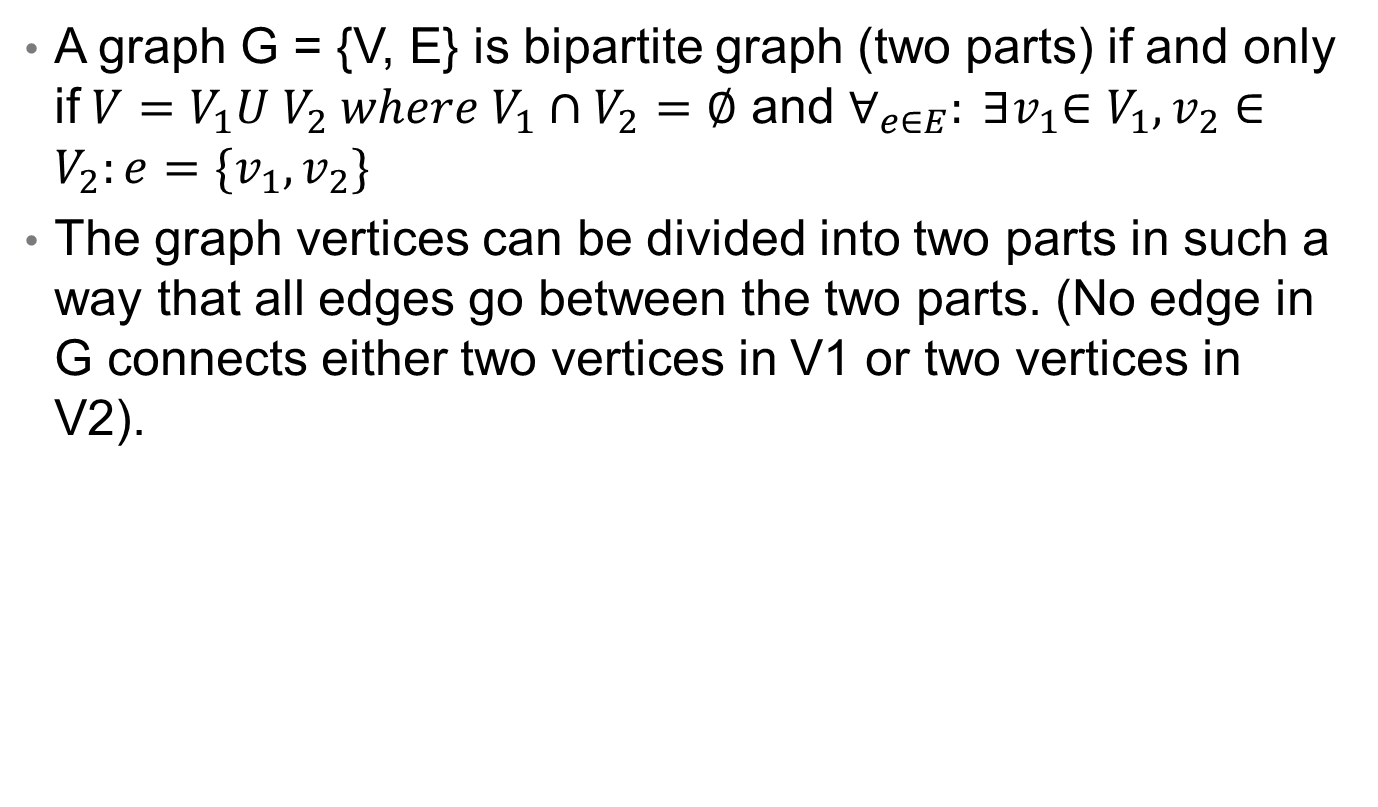 • A graph G = {V, E} is bipartite graph (two parts) if and only
if V = V₁U V₂ where V₁ ∩ V₂ = ∅ and ∀ₑ∈E: ∃v₁∈ V₁, v₂ ∈
V₂: e = {v₁, v₂}
• The graph vertices can be divided into two parts in such a
way that all edges go between the two parts. (No edge in
G connects either two vertices in V1 or two vertices in
V2).